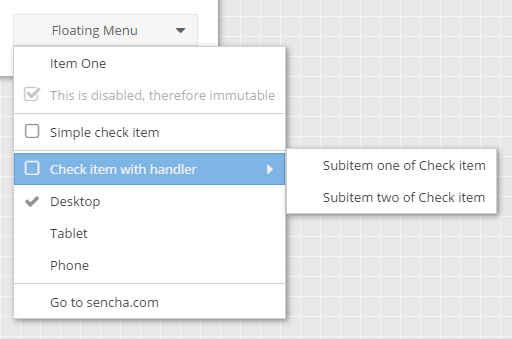 Floating Menu
Item One
This is disabled, therefore immutable
Simple check item
Check item with handler
Subitem one of Check item
Subitem two of Check item
Desktop
Tablet
Phone
Go to sencha.com